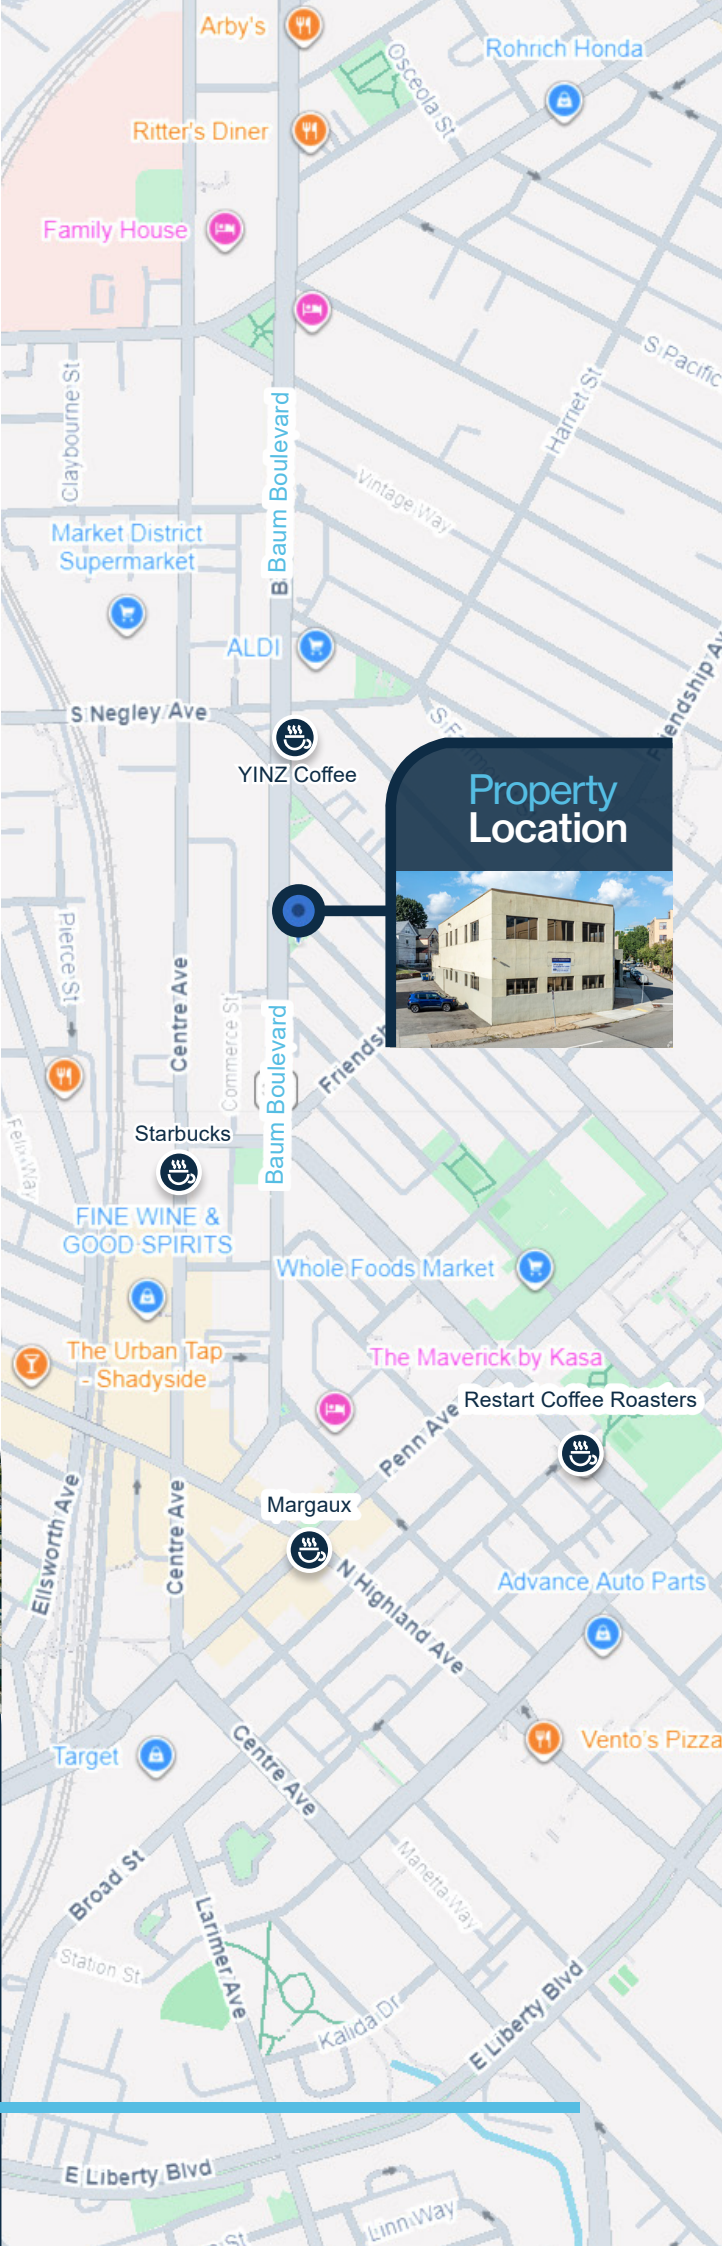 Arby's
Rohrich Honda
Osceola St
Ritter's Diner
Family House
S Pacific
Claybourne St
Harriet St
Baum Boulevard
Vintage Way
Market District
Supermarket
B
ALDI
S Negley Ave
YINZ Coffee
Property
Location
Pierce St
Centre Ave
Commerce St
Baum Boulevard
Friendsh
Felix Way
Starbucks
FINE WINE &
GOOD SPIRITS
Whole Foods Market
The Urban Tap
- Shadyside
The Maverick by Kasa
Restart Coffee Roasters
Penn Ave
Margaux
Ellsworth Ave
Centre Ave
N Highland Ave
Advance Auto Parts
Vento's Pizza
Target
Centre Ave
Broad St
Larimer Ave
Station St
Kalida Dr
E Liberty Blvd
E Liberty Blvd
Linn Way
St